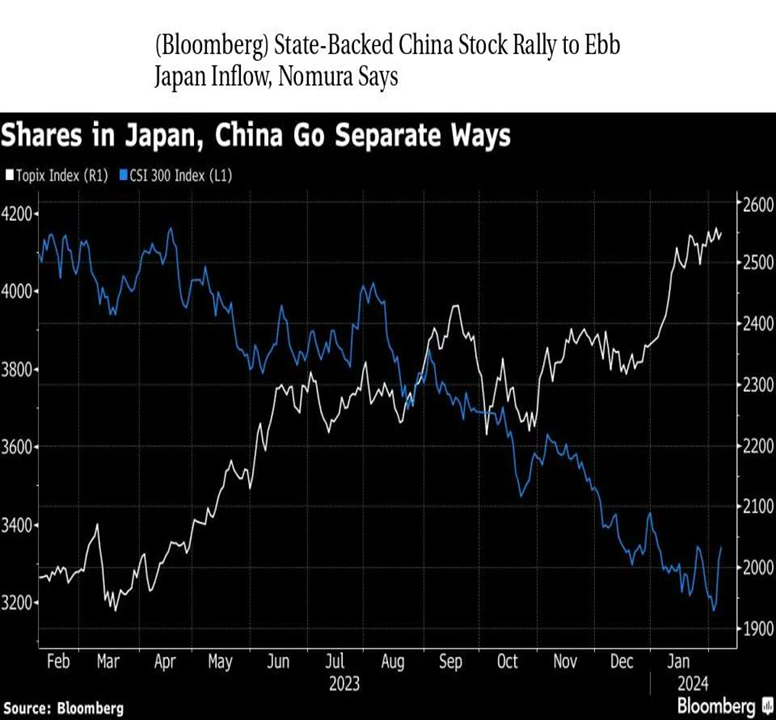 (Bloomberg) State-Backed China Stock Rally to Ebb
Japan Inflow, Nomura Says
Shares in Japan, China Go Separate Ways
Topix Index (R1) CSI 300 Index (L1)
4200
4000
3800
3600
3400
3200
2600
2500
2400
2300
2200
2100
2000
1900
Feb Mar Apr May Jun Jul Aug Sep Oct Nov Dec Jan
2023 2024
Source: Bloomberg
Bloomberg